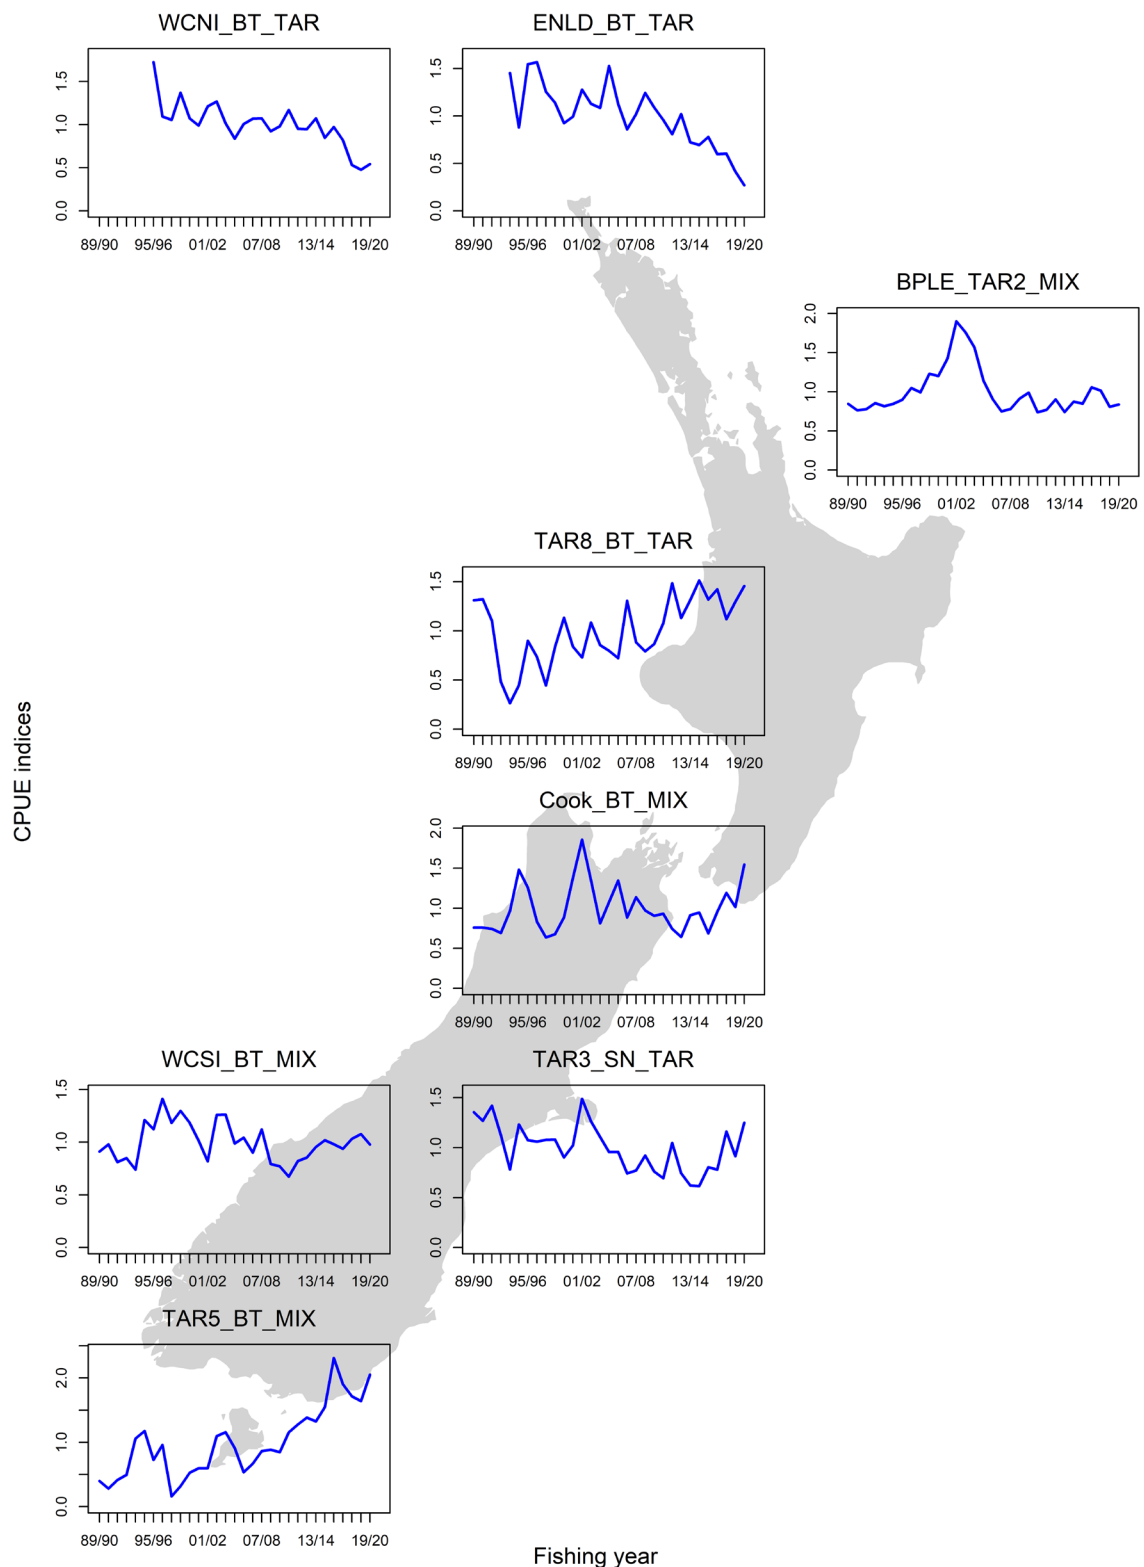 WCNI_BT_TAR
0.0 0.5 1.0 1.5
89/90 95/96 01/02 07/08 13/14 19/20
ENLD_BT_TAR
0.0 0.5 1.0 1.5
89/90 95/96 01/02 07/08 13/14 19/20
BPLE_TAR2_MIX
0.0 0.5 1.0 1.5 2.0
89/90 95/96 01/02 07/08 13/14 19/20
TAR8_BT_TAR
0.0 0.5 1.0 1.5
89/90 95/96 01/02 07/08 13/14 19/20
CPUE indices
Cook_BT_MIX
0.0 0.5 1.0 1.5 2.0
89/90 95/96 01/02 07/08 13/14 19/20
WCSI_BT_MIX
0.0 0.5 1.0 1.5
89/90 95/96 01/02 07/08 13/14 19/20
TAR3_SN_TAR
0.0 0.5 1.0 1.5
89/90 95/96 01/02 07/08 13/14 19/20
TAR5_BT_MIX
0.0 1.0 2.0
89/90 95/96 01/02 07/08 13/14 19/20
Fishing year